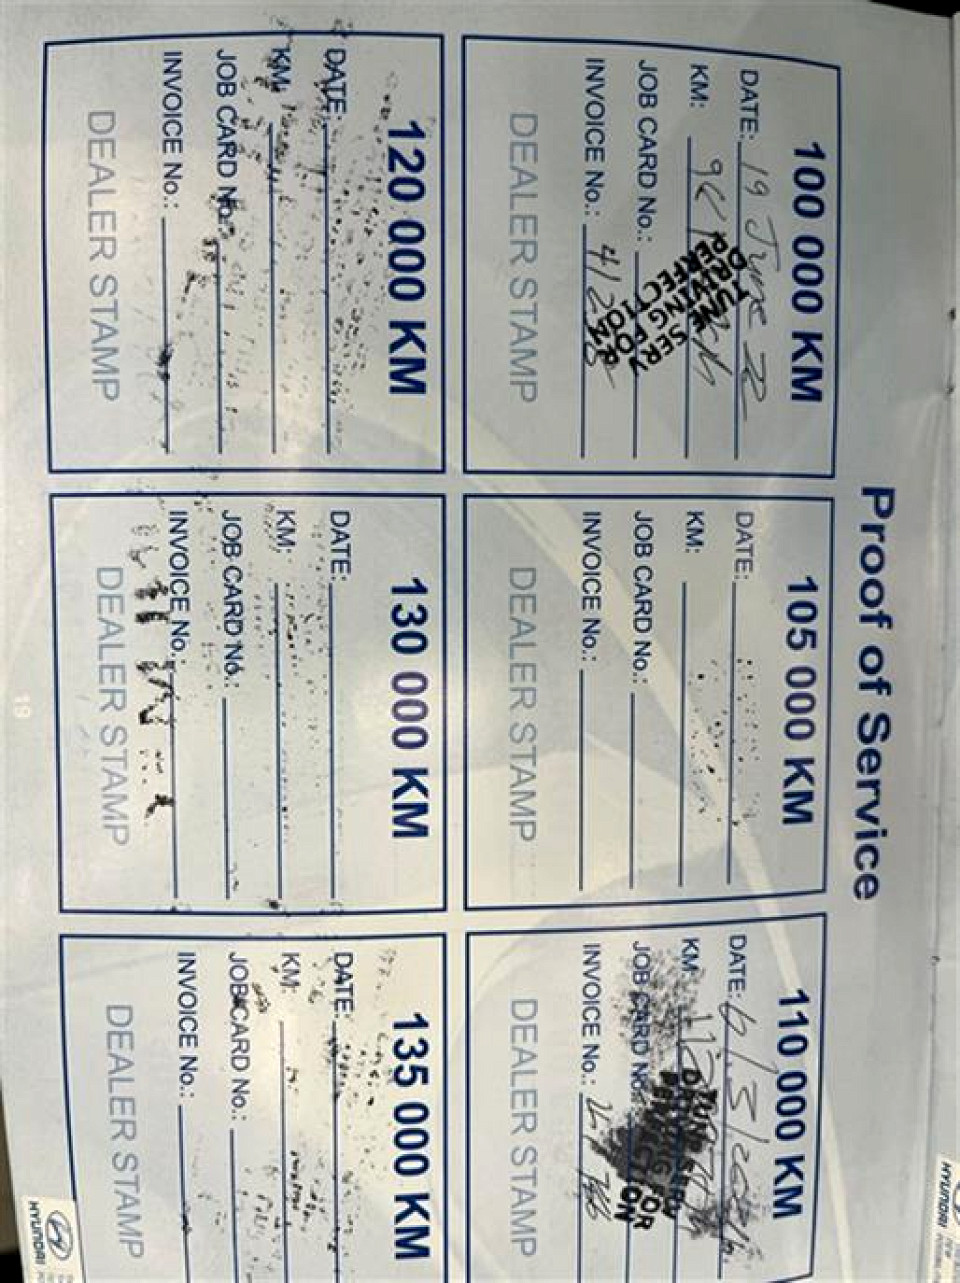 Proof of Service
100 000 KM
DATE: 19 June 22
KM:
JOB CARD No.:
INVOICE No.:
TUNE SERV
DRIVING FOR
PERFECTION
DEALER STAMP
105 000 KM
DATE:
KM:
JOB CARD No.:
INVOICE No.:
DEALER STAMP
110 000 KM
DATE:
KM:
JOB CARD No.:
INVOICE No.:
DEALER STAMP
120 000 KM
DATE:
KM:
JOB CARD No.:
INVOICE No.:
DEALER STAMP
130 000 KM
DATE:
KM:
JOB CARD No.:
INVOICE No.:
DEALER STAMP
135 000 KM
DATE:
KM:
JOB CARD No.:
INVOICE No.:
DEALER STAMP
19
HYUNDAI
HYUNDAI